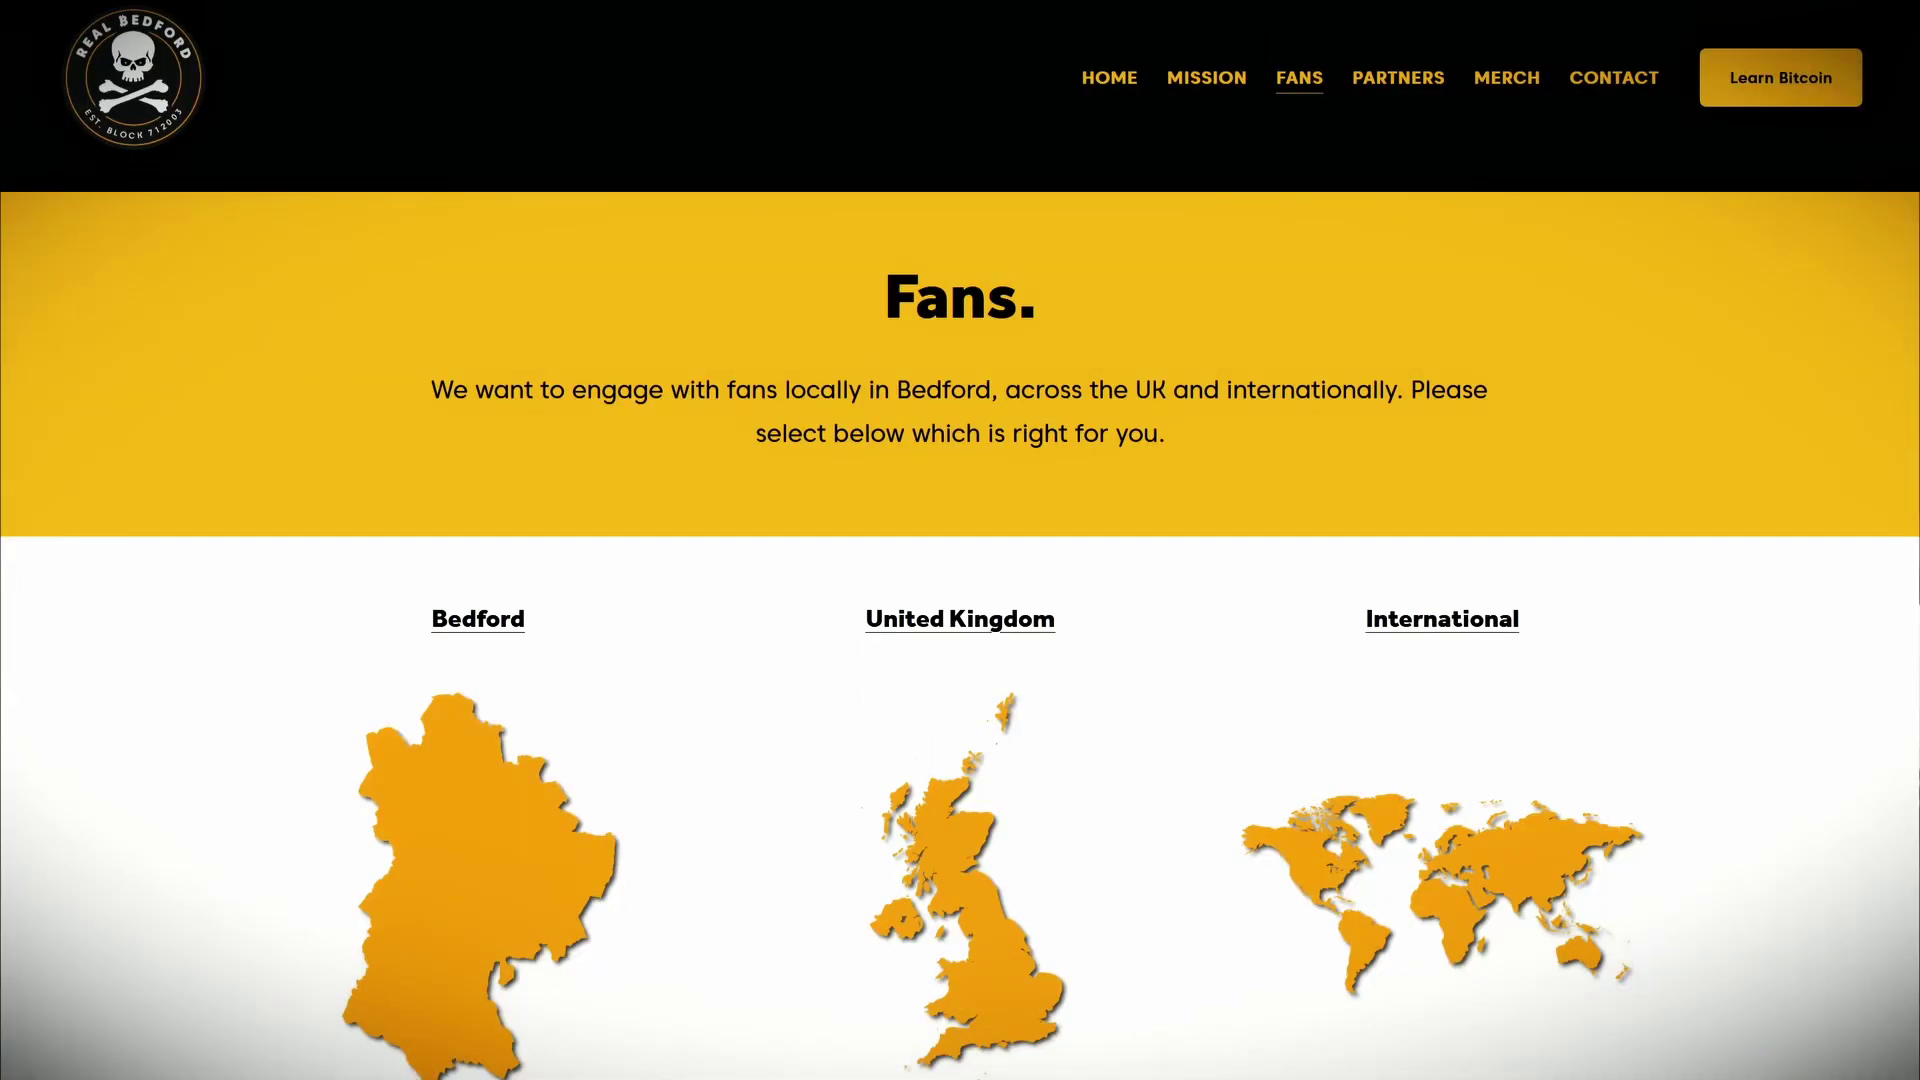 REAL ₿EDFORD
EST. BLOCK 712003
HOME MISSION FANS PARTNERS MERCH CONTACT Learn Bitcoin
Fans.
We want to engage with fans locally in Bedford, across the UK and internationally. Please
select below which is right for you.
Bedford United Kingdom International